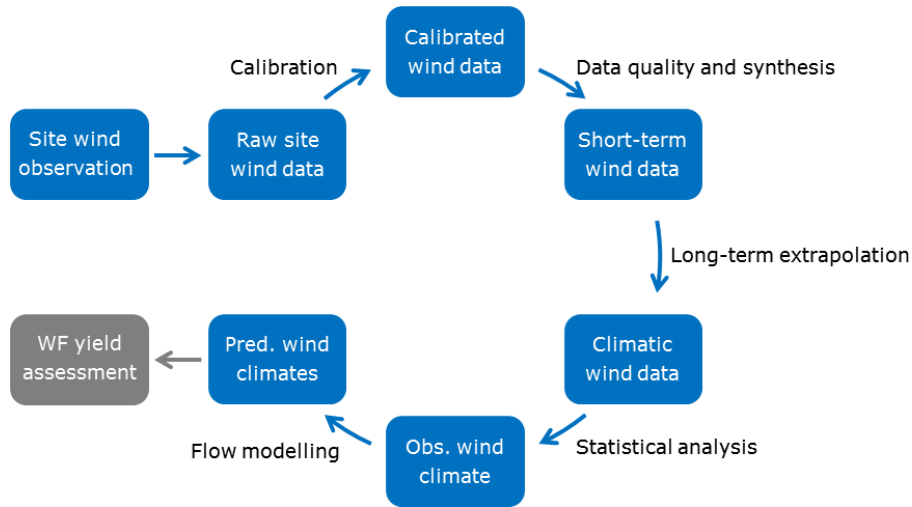 Calibrated
wind data
Calibration
Data quality and synthesis
Site wind
observation
Raw site
wind data
Short-term
wind data
Long-term extrapolation
WF yield
assessment
Pred. wind
climates
Climatic
wind data
Flow modelling
Obs. wind
climate
Statistical analysis